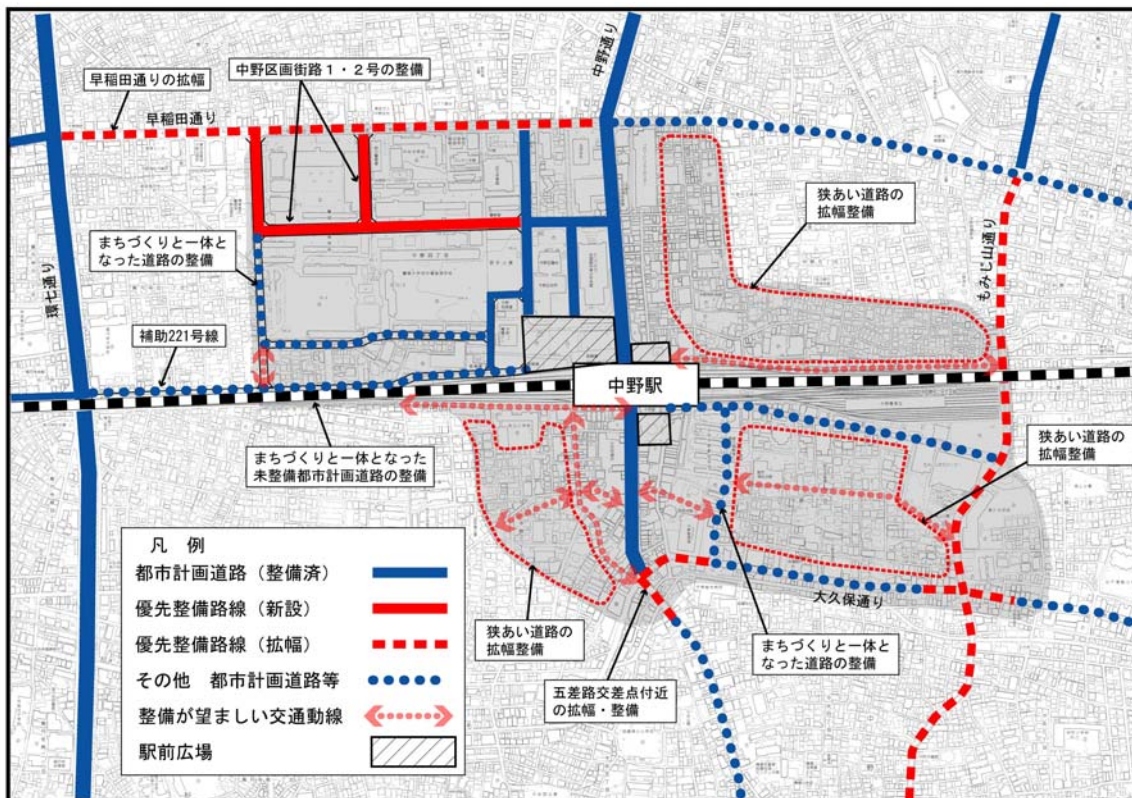 中野区画街路1・2号の整備
中野通り
早稲田通りの拡幅
早稲田通り
狭あい道路の
拡幅整備
まちづくりと一体と
なった道路の整備
環七通り
もみじ山通り
補助221号線
中野駅
まちづくりと一体となった
未整備都市計画道路の整備
狭あい道路の
拡幅整備
凡 例
都市計画道路（整備済）
優先整備路線（新設）
優先整備路線（拡幅）
その他 都市計画道路等
整備が望ましい交通動線
駅前広場
大久保通り
狭あい道路の
拡幅整備
まちづくりと一体と
なった道路の整備
五差路交差点付近
の拡幅・整備